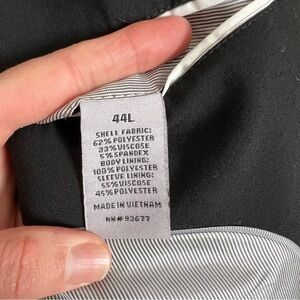 44L
SHELL FABRIC:
62% POLYESTER
33% VISCOSE
5% SPANDEX
BODY LINING:
100% POLYESTER
SLEEVE LINING:
55% VISCOSE
45% POLYESTER
MADE IN VIETNAM
RN# 93677